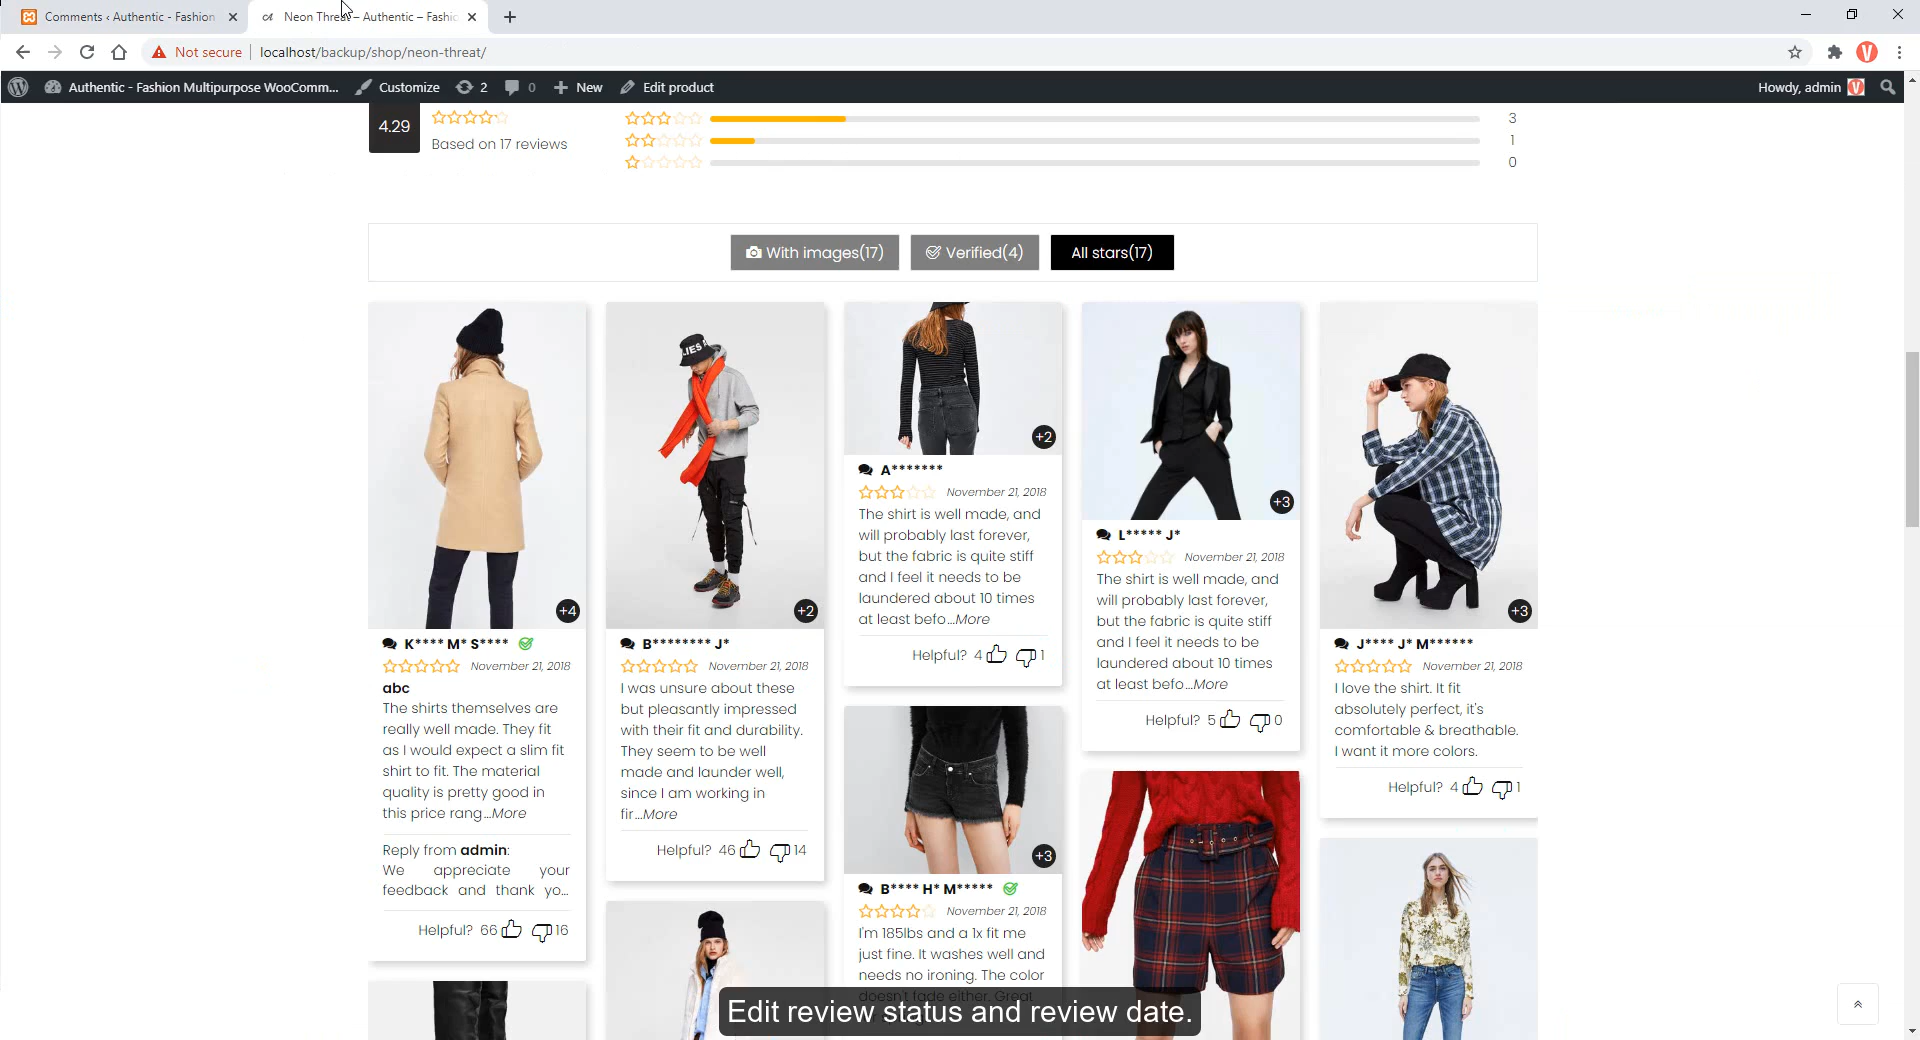 Comments ‹ Authentic - Fashion
Neon Threat – Authentic – Fashio
Not secure
localhost/backup/shop/neon-threat/
Authentic - Fashion Multipurpose WooComm...
Customize
2
0
New
Edit product
Howdy, admin
4.29
Based on 17 reviews
3
1
0
With images(17)
Verified(4)
All stars(17)
+4
K**** M* S****
November 21, 2018
abc
The shirts themselves are
really well made. They fit
as I would expect a slim fit
shirt to fit. The material
quality is pretty good in
this price rang...More
Reply from admin:
We appreciate your
feedback and thank yo...
Helpful? 66 16
LIES
+2
B******** J*
November 21, 2018
I was unsure about these
but pleasantly impressed
with their fit and durability.
They seem to be well
made and launder well,
since I am working in
fir...More
Helpful? 46 14
+2
A*******
November 21, 2018
The shirt is well made, and
will probably last forever,
but the fabric is quite stiff
and I feel it needs to be
laundered about 10 times
at least befo...More
Helpful? 4 1
+3
B**** H* M*****
November 21, 2018
I'm 185lbs and a 1x fit me
just fine. It washes well and
needs no ironing. The color
doesn't fade either. Great
+3
L***** J*
November 21, 2018
The shirt is well made, and
will probably last forever,
but the fabric is quite stiff
and I feel it needs to be
laundered about 10 times
at least befo...More
Helpful? 5 0
+3
J**** J* M******
November 21, 2018
I love the shirt. It fit
absolutely perfect, it's
comfortable & breathable.
I want it more colors.
Helpful? 4 1
Edit review status and review date.